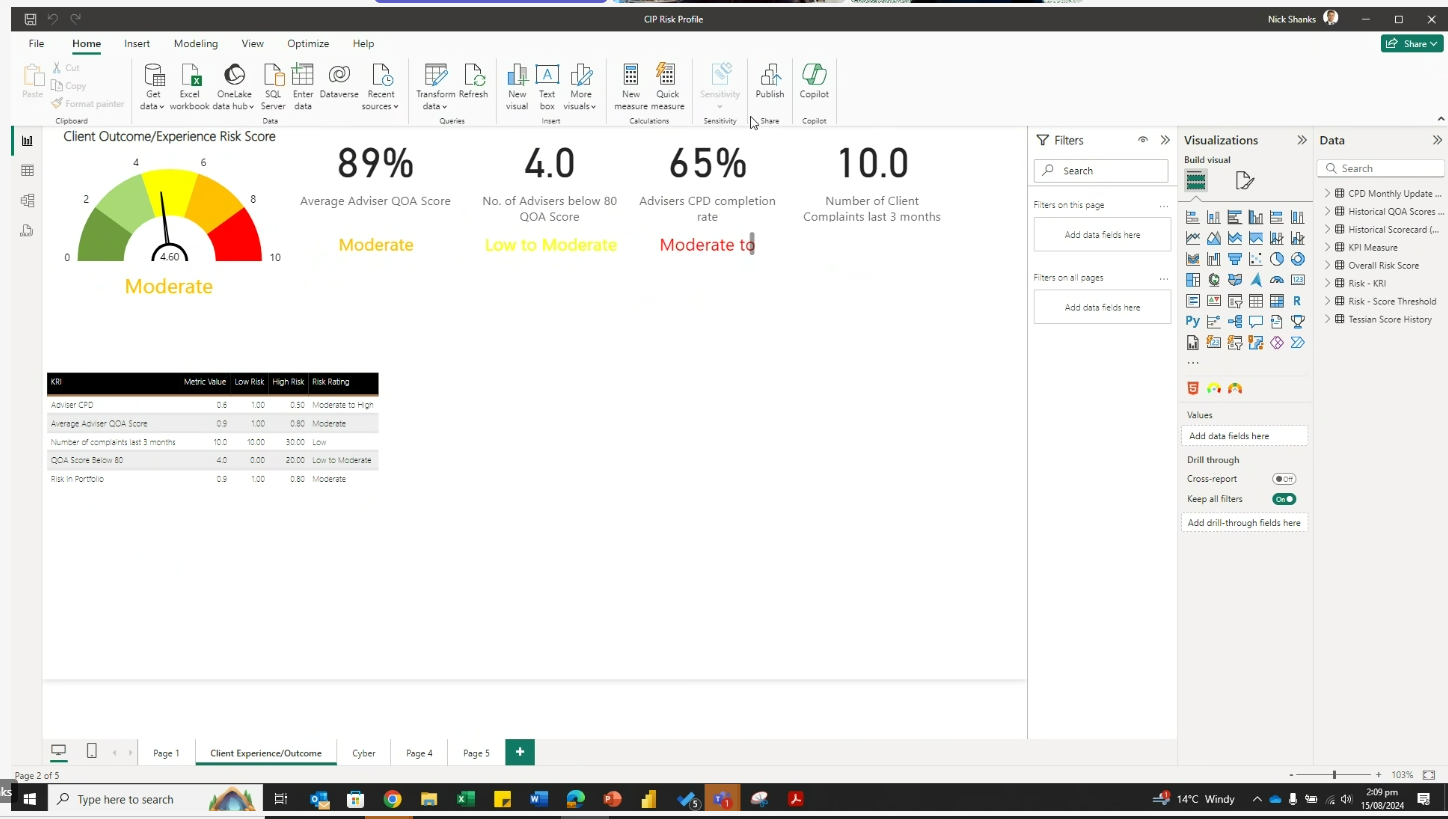 CIP Risk Profile
Nick Shanks
File Home Insert Modeling View Optimize Help
Share
Paste
Cut
Copy
Format painter
Clipboard
Get data
Excel workbook
OneLake data hub
SQL Server
Enter data
Dataverse
Recent sources
Data
Transform data
Refresh
Queries
New visual
Text box
More visuals
Insert
New measure
Quick measure
Calculations
Sensitivity
Sensitivity
Publish
Share
Copilot
Copilot
Client Outcome/Experience Risk Score
0 2 4 6 8 10
4.60
Moderate
89%
Average Adviser QOA Score
Moderate
4.0
No. of Advisers below 80
QOA Score
Low to Moderate
65%
Advisers CPD completion
rate
Moderate to
10.0
Number of Client
Complaints last 3 months
KRI Metric Value Low Risk High Risk Risk Rating
Adviser CPD 0.6 1.00 0.50 Moderate to High
Average Adviser QOA Score 0.9 1.00 0.80 Moderate
Number of complaints last 3 months 10.0 10.00 30.00 Low
QOA Score Below 80 4.0 0.00 20.00 Low to Moderate
Risk In Portfolio 0.9 1.00 0.80 Moderate
Filters
Search
Filters on this page ...
Add data fields here
Filters on all pages ...
Add data fields here
Visualizations
Build visual
123
R
Py
...
Values
Add data fields here
Drill through
Cross-report Off
Keep all filters On
Add drill-through fields here
Data
Search
CPD Monthly Update ...
Historical QOA Scores ...
Historical Scorecard (...
KPI Measure
Overall Risk Score
Risk - KRI
Risk - Score Threshold
Tessian Score History
Page 1 Client Experience/Outcome Cyber Page 4 Page 5 +
Page 2 of 5
- + 103%
ks
Type here to search
5
1
14°C Windy
2:09 pm
15/08/2024